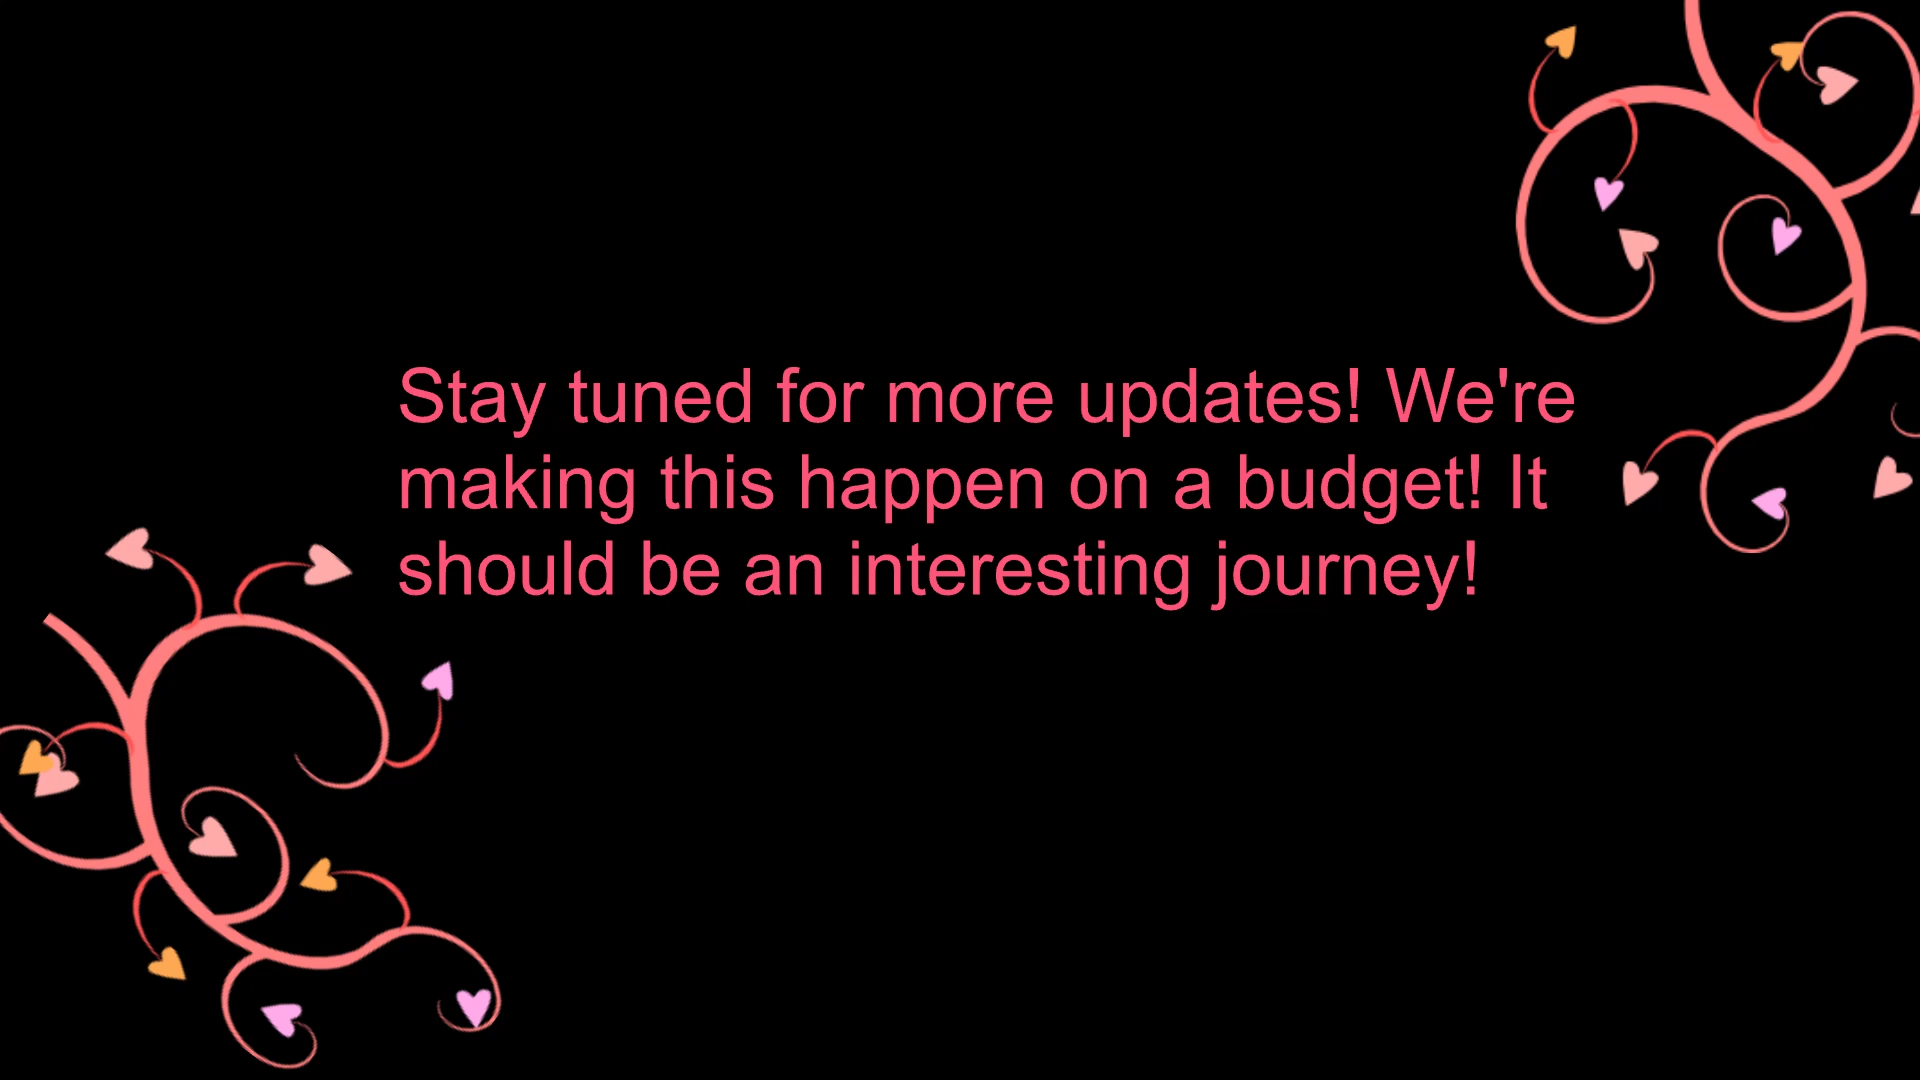 Stay tuned for more updates! We're
making this happen on a budget! It
should be an interesting journey!